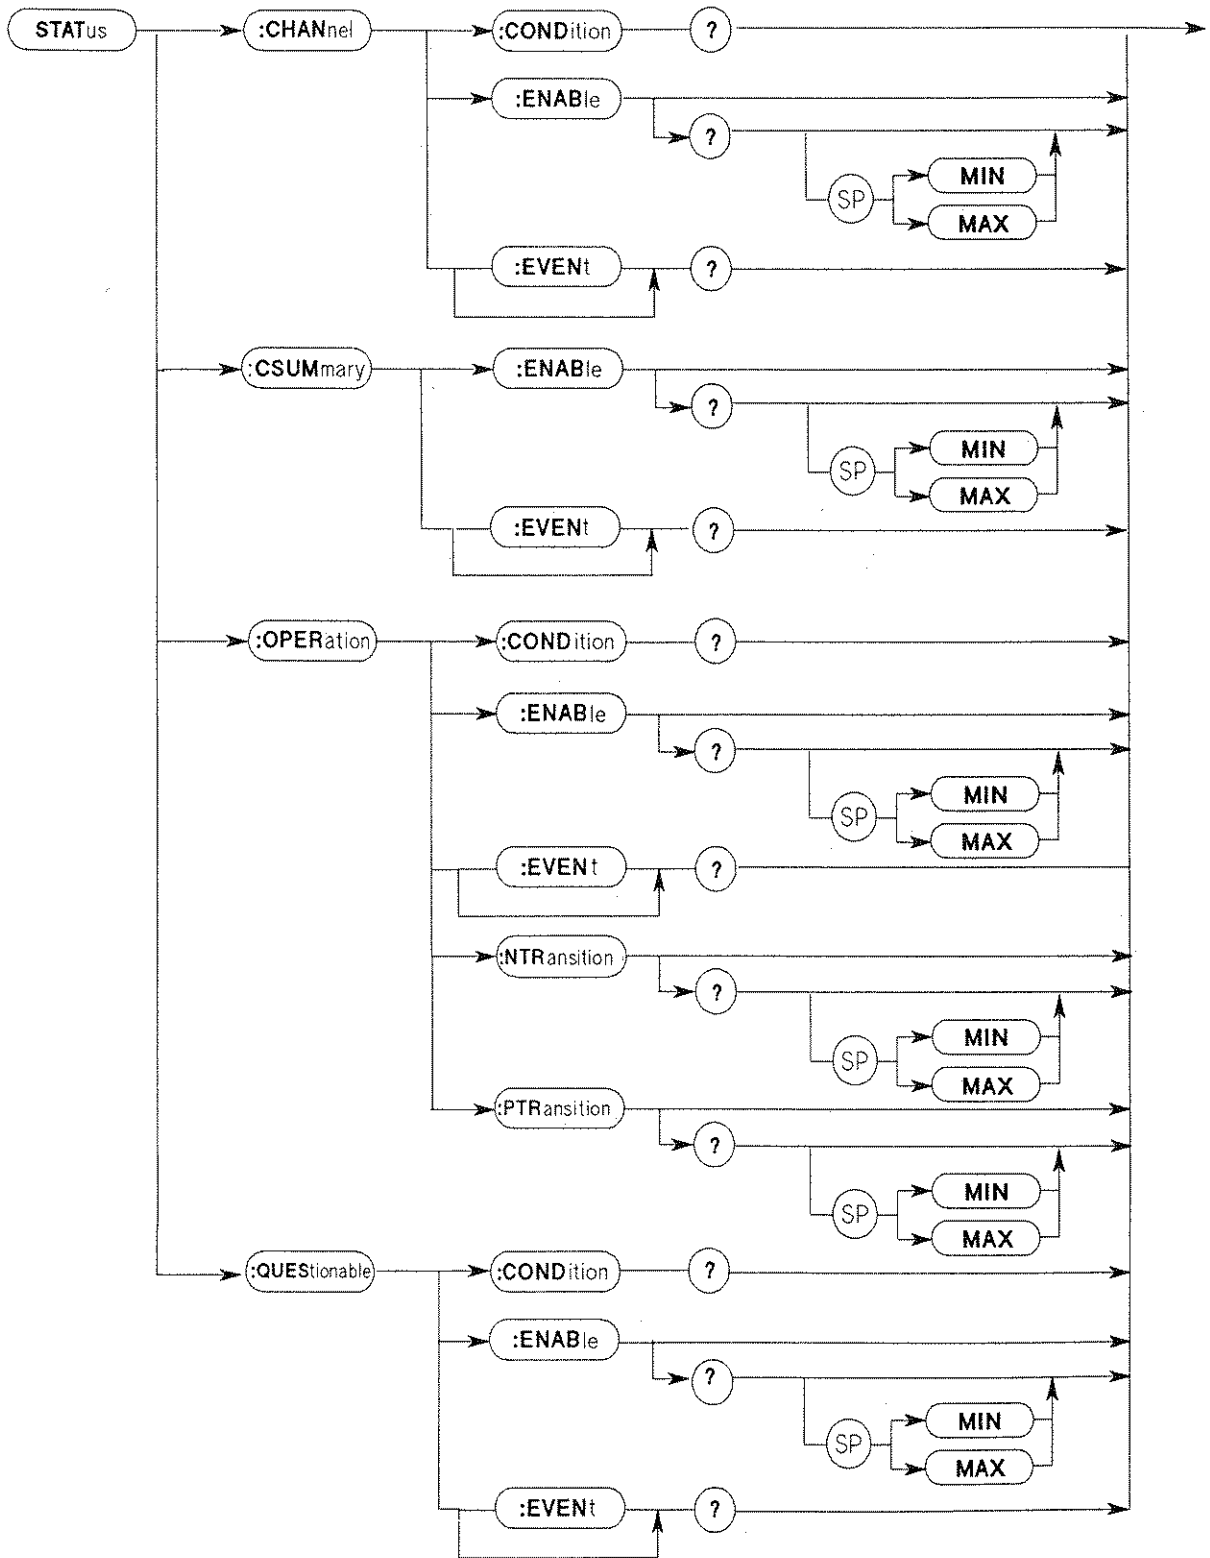 STATus :CHANnel :CONDition ?
:ENABle
?
SP MIN
MAX
:EVENt ?
:CSUMmary :ENABle
?
SP MIN
MAX
:EVENt ?
:OPERation :CONDition ?
:ENABle
?
SP MIN
MAX
:EVENt ?
:NTRansition
?
SP MIN
MAX
:PTRansition
?
SP MIN
MAX
:QUEStionable :CONDition ?
:ENABle
?
SP MIN
MAX
:EVENt ?